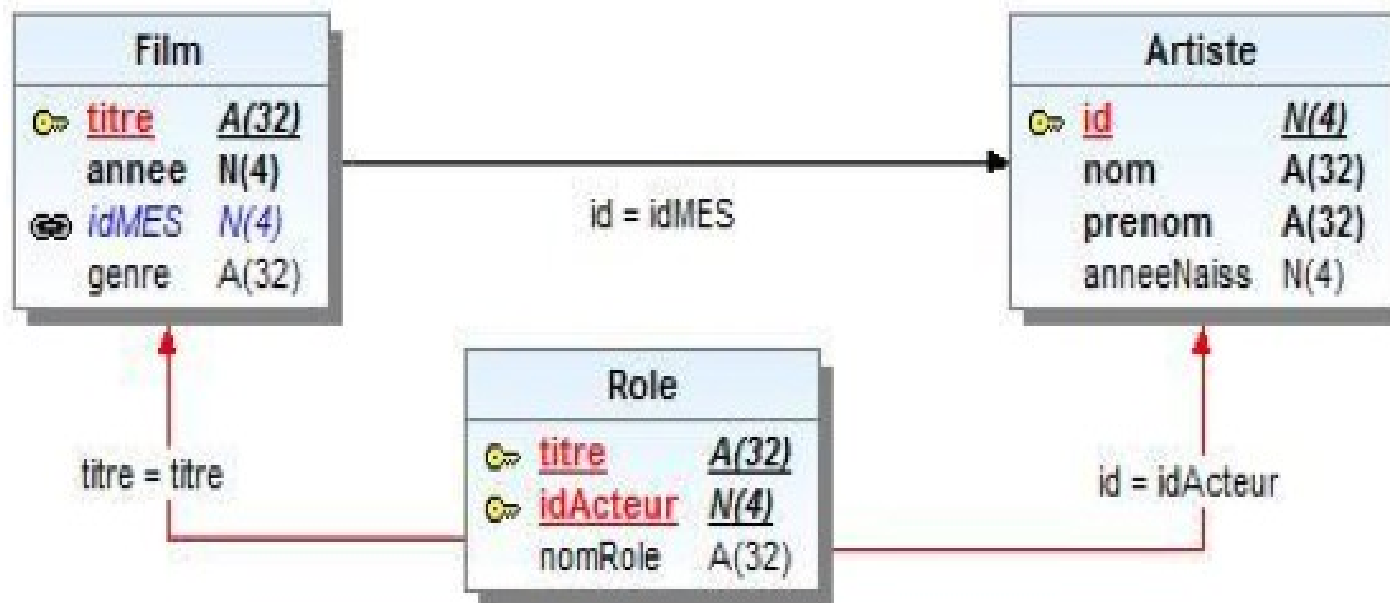 Film
titre A(32)
annee N(4)
idMES N(4)
genre A(32)
id = idMES
Artiste
id N(4)
nom A(32)
prenom A(32)
anneeNaiss N(4)
titre = titre
Role
titre A(32)
idActeur N(4)
nomRole A(32)
id = idActeur